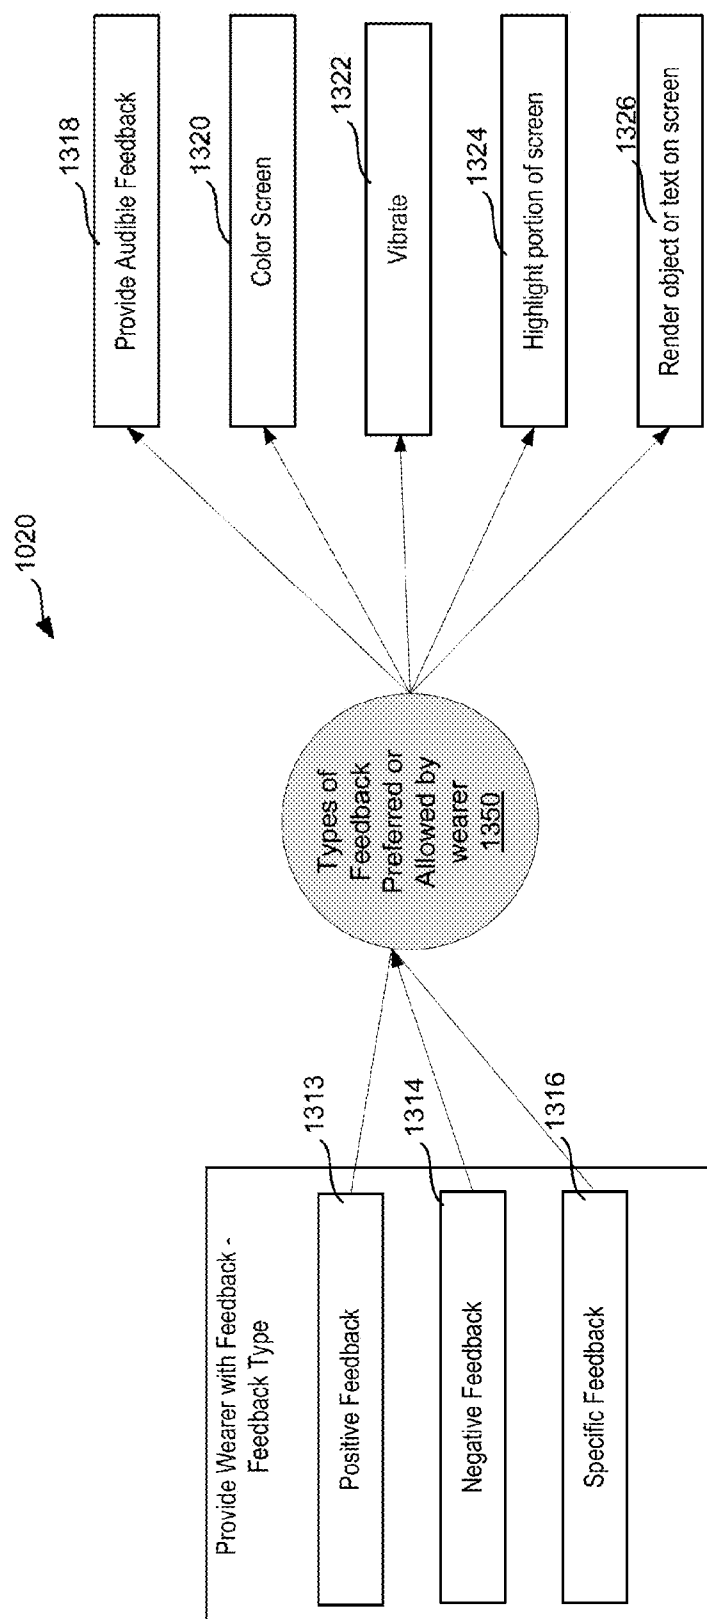 1020
Provide Wearer with Feedback -
Feedback Type
1313
Positive Feedback
1314
Negative Feedback
1316
Specific Feedback
Types of
Feedback
Preferred or
Allowed by
wearer
1350
1318
Provide Audible Feedback
1320
Color Screen
1322
Vibrate
1324
Highlight portion of screen
1326
Render object or text on screen